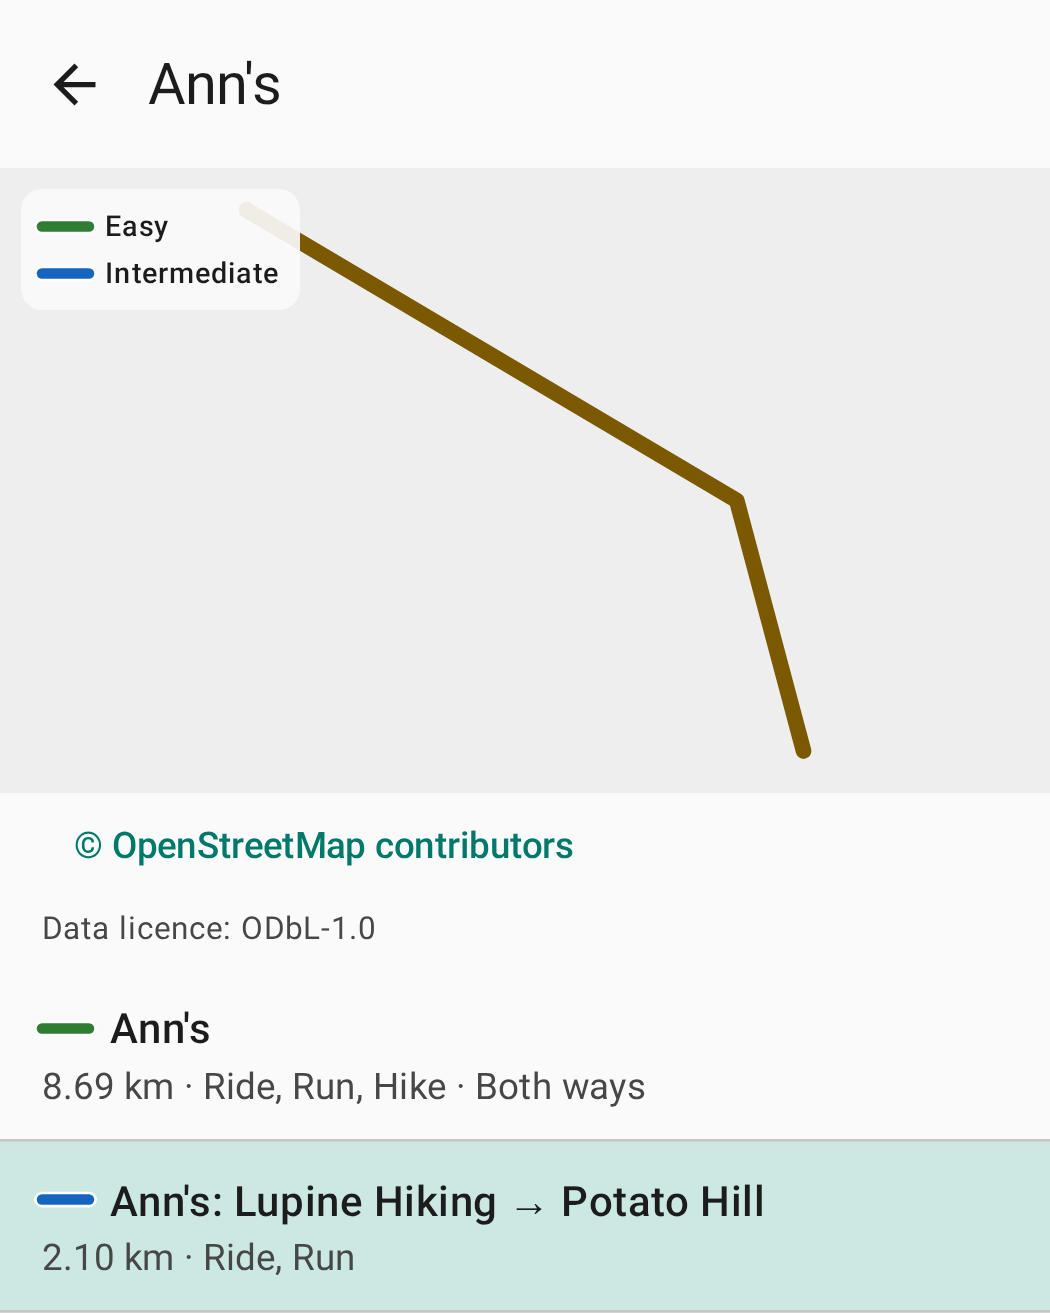 Ann's
Easy
Intermediate
© OpenStreetMap contributors
Data licence: ODbL-1.0
Ann's
8.69 km · Ride, Run, Hike · Both ways
Ann's: Lupine Hiking → Potato Hill
2.10 km · Ride, Run